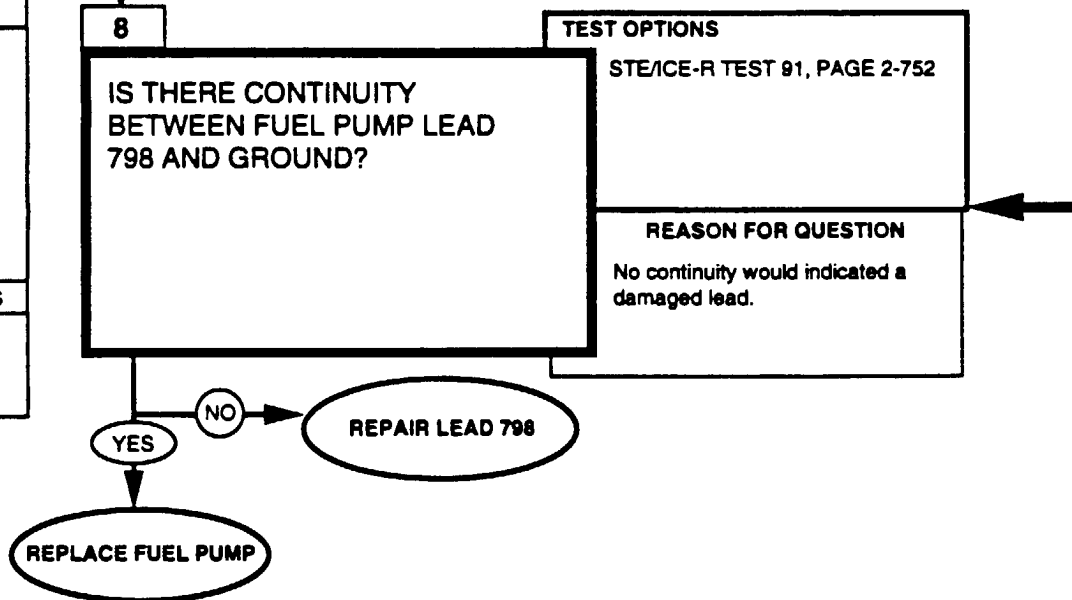 8
IS THERE CONTINUITY
BETWEEN FUEL PUMP LEAD
798 AND GROUND?
TEST OPTIONS
STE/ICE-R TEST 91, PAGE 2-752
REASON FOR QUESTION
No continuity would indicated a
damaged lead.
NO
REPAIR LEAD 798
YES
REPLACE FUEL PUMP